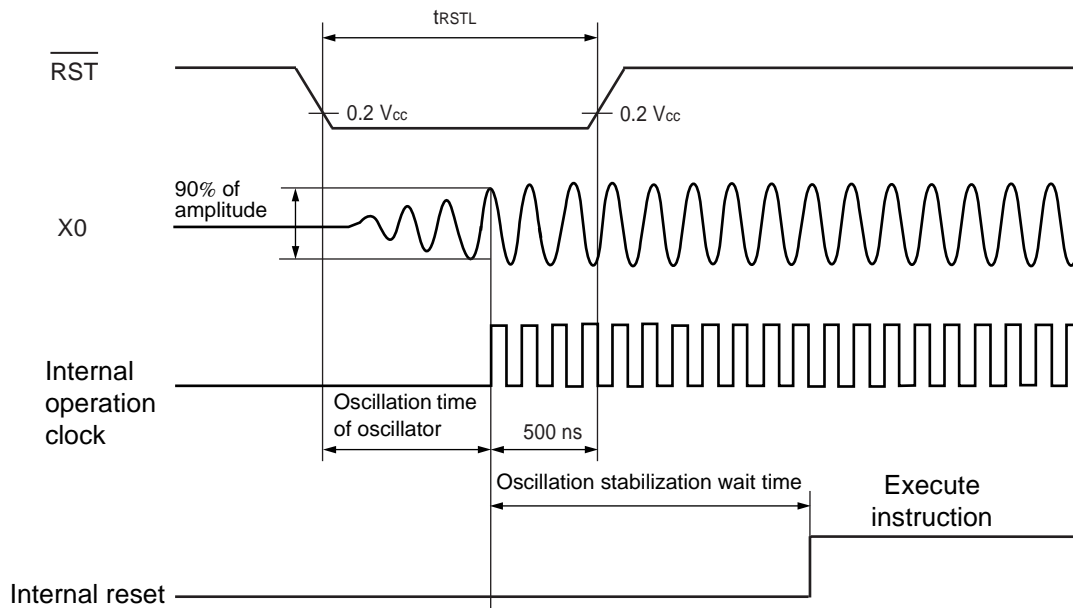 tRSTL
RST
0.2 Vcc
0.2 Vcc
90% of
amplitude
X0
Internal
operation
clock
Oscillation time
of oscillator
500 ns
Oscillation stabilization wait time
Execute
instruction
Internal reset